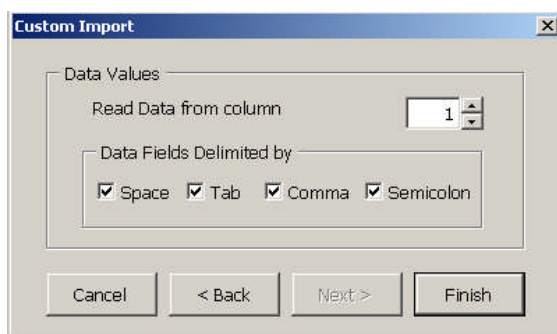 Custom Import
Data Values
Read Data from column 1
Data Fields Delimited by
Space Tab Comma Semicolon
Cancel < Back Next > Finish